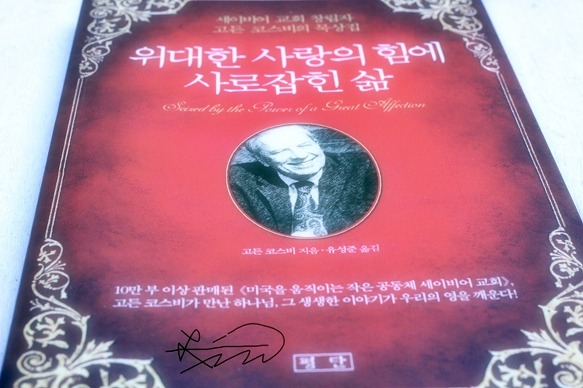 세이비어 교회 창립자
고든 코스비의 묵상집
위대한 사랑의 힘에
사로잡힌 삶
Seized by the Power of a Great Affection
고든 코스비 지음 · 유성준 옮김
10만 부 이상 판매된 《미국을 움직이는 작은 공동체 세이비어 교회》,
고든 코스비가 만난 하나님, 그 생생한 이야기가 우리의 영을 깨운다!
평단